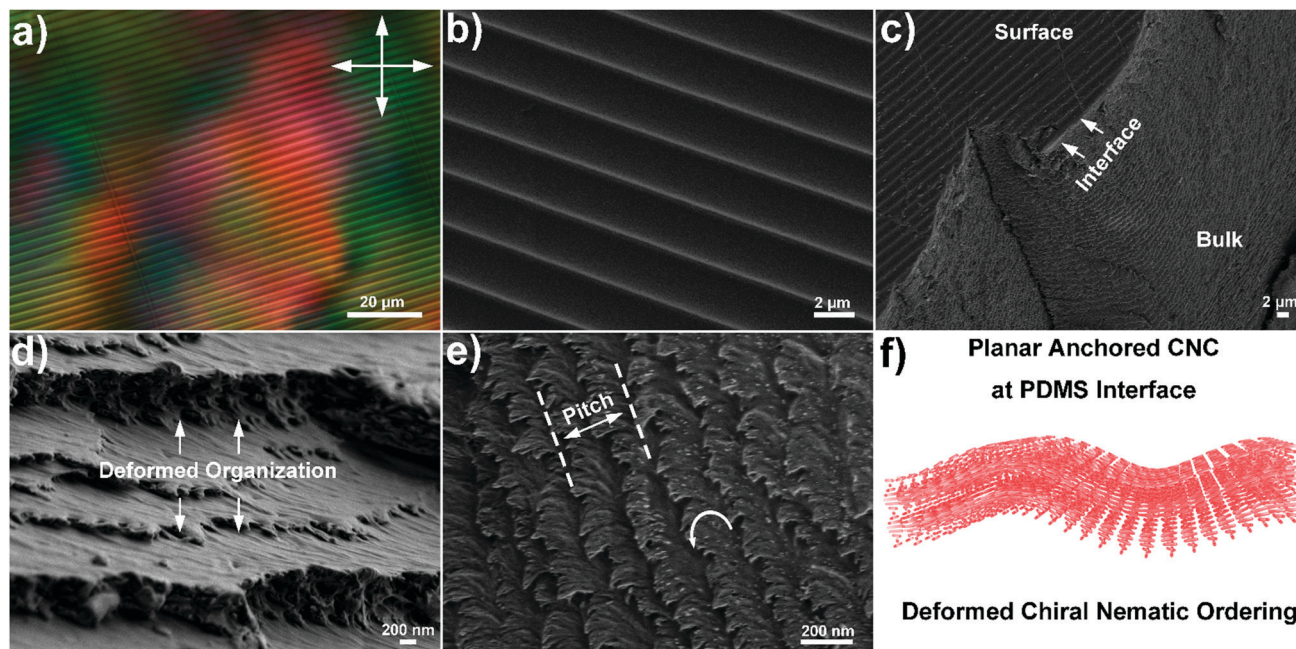 a)
20 µm
b)
2 µm
c)
Surface
Interface
Bulk
2 µm
d)
Deformed Organization
200 nm
e)
Pitch
200 nm
f)
Planar Anchored CNC
at PDMS Interface
Deformed Chiral Nematic Ordering